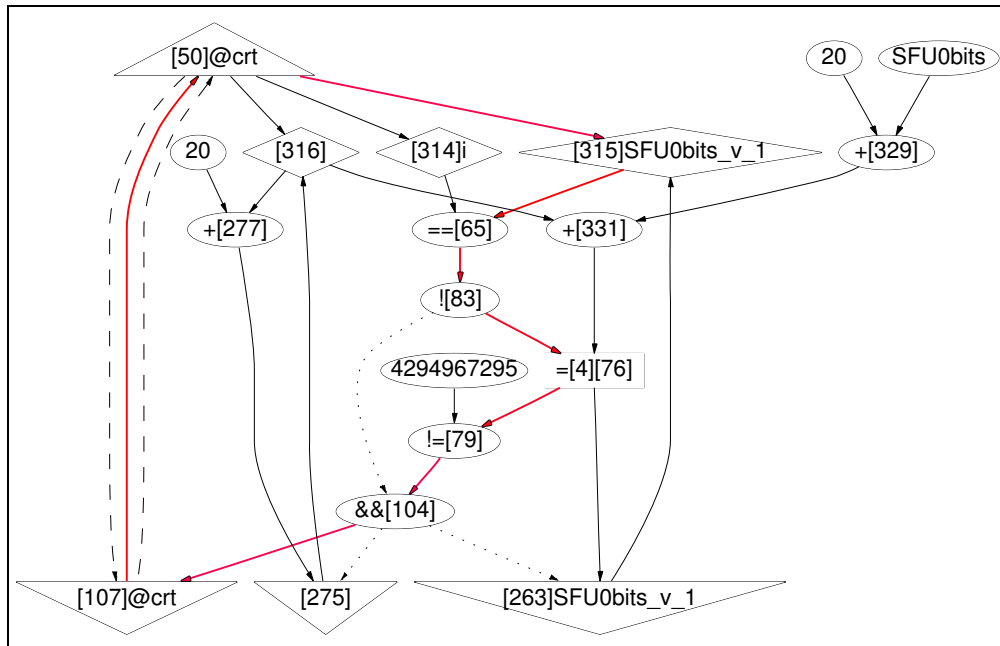 [50]@crt
20
SFU0bits
20
[316]
[314]i
[315]SFU0bits_v_1
+[329]
+[277]
==[65]
+[331]
![83]
4294967295
=[4][76]
!=[79]
&&[104]
[107]@crt
[275]
[263]SFU0bits_v_1